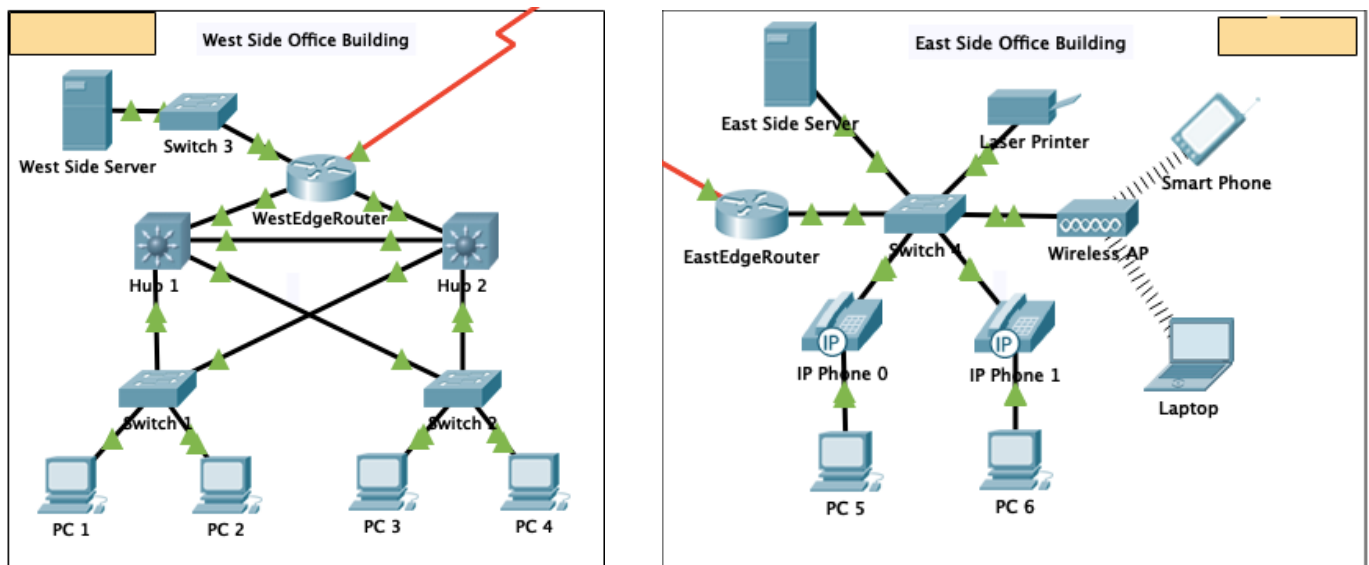 West Side Office Building
West Side Server
Switch 3
WestEdgeRouter
Hub 1
Hub 2
Switch 1
Switch 2
PC 1
PC 2
PC 3
PC 4
East Side Office Building
East Side Server
Laser Printer
Smart Phone
EastEdgeRouter
Switch 4
Wireless AP
IP
IP Phone 0
IP
IP Phone 1
Laptop
PC 5
PC 6